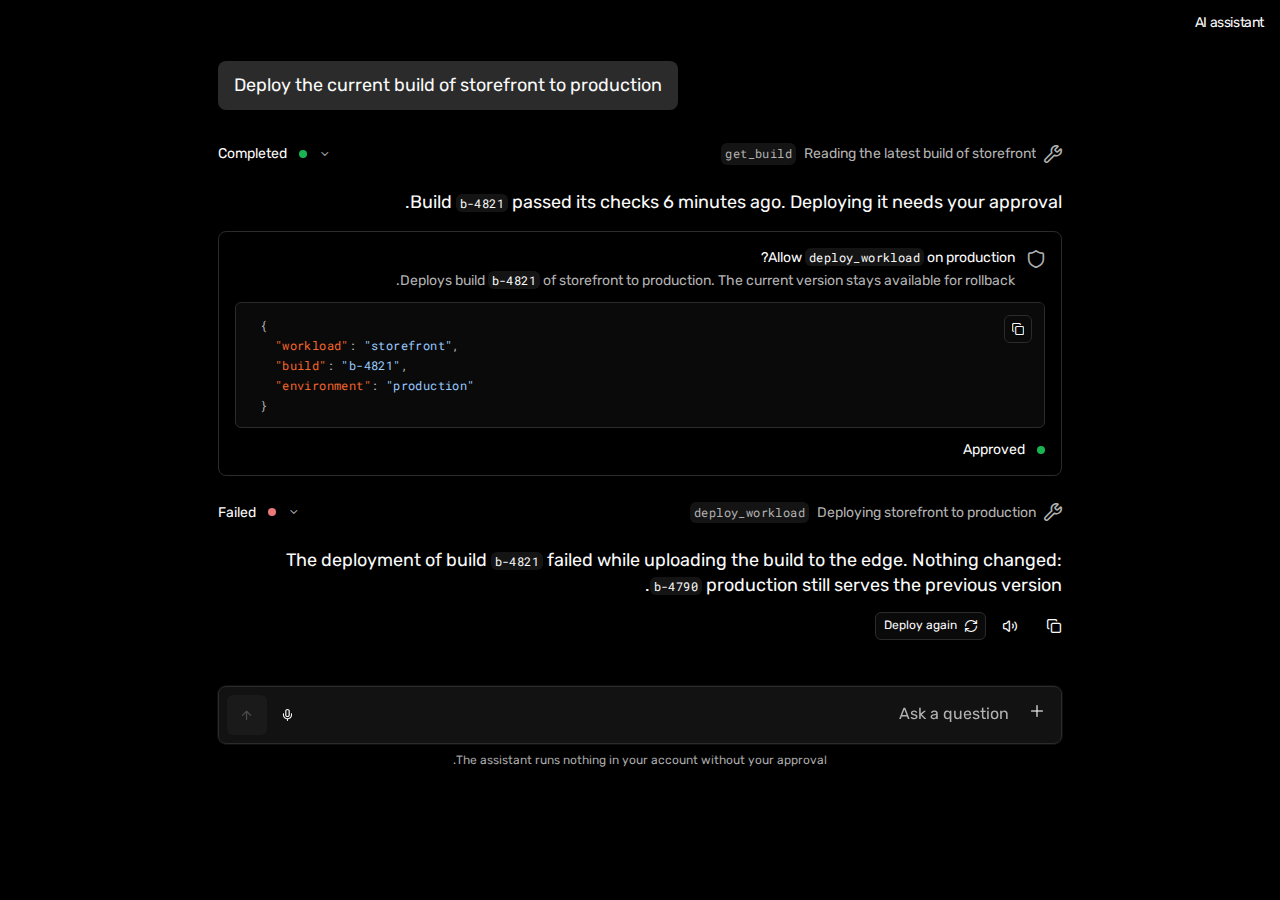 AI assistant
Deploy the current build of storefront to production
Completed
get_build Reading the latest build of storefront
.Build b-4821 passed its checks 6 minutes ago. Deploying it needs your approval
?Allow deploy_workload on production
.Deploys build b-4821 of storefront to production. The current version stays available for rollback
{
"workload": "storefront",
"build": "b-4821",
"environment": "production"
}
Approved
Failed
deploy_workload Deploying storefront to production
The deployment of build b-4821 failed while uploading the build to the edge. Nothing changed:
.b-4790 production still serves the previous version
Deploy again
Ask a question
.The assistant runs nothing in your account without your approval